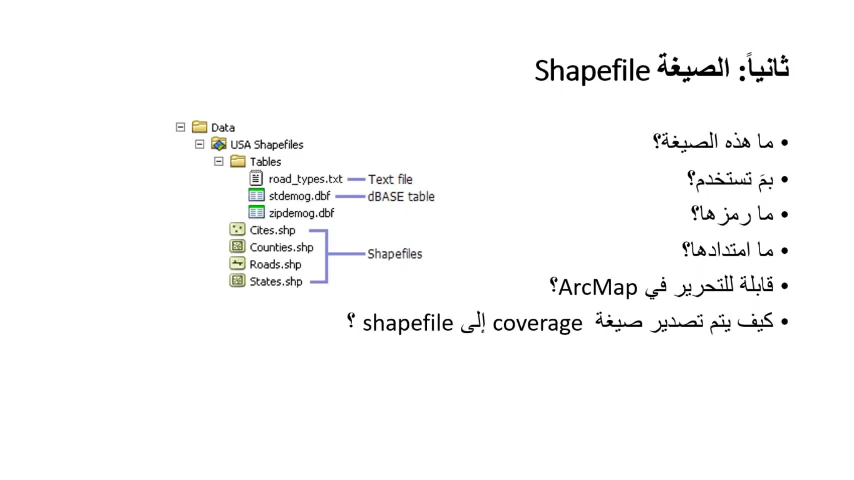 ثانياً: الصيغة Shapefile
• ما هذه الصيغة؟
• بمَ تستخدم؟
• ما رمزها؟
• ما امتدادها؟
• قابلة للتحرير في ArcMap؟
• كيف يتم تصدير صيغة coverage إلى shapefile ؟
Data
USA Shapefiles
Tables
road_types.txt Text file
stdemog.dbf dBASE table
zipdemog.dbf
Cites.shp
Counties.shp Shapefiles
Roads.shp
States.shp